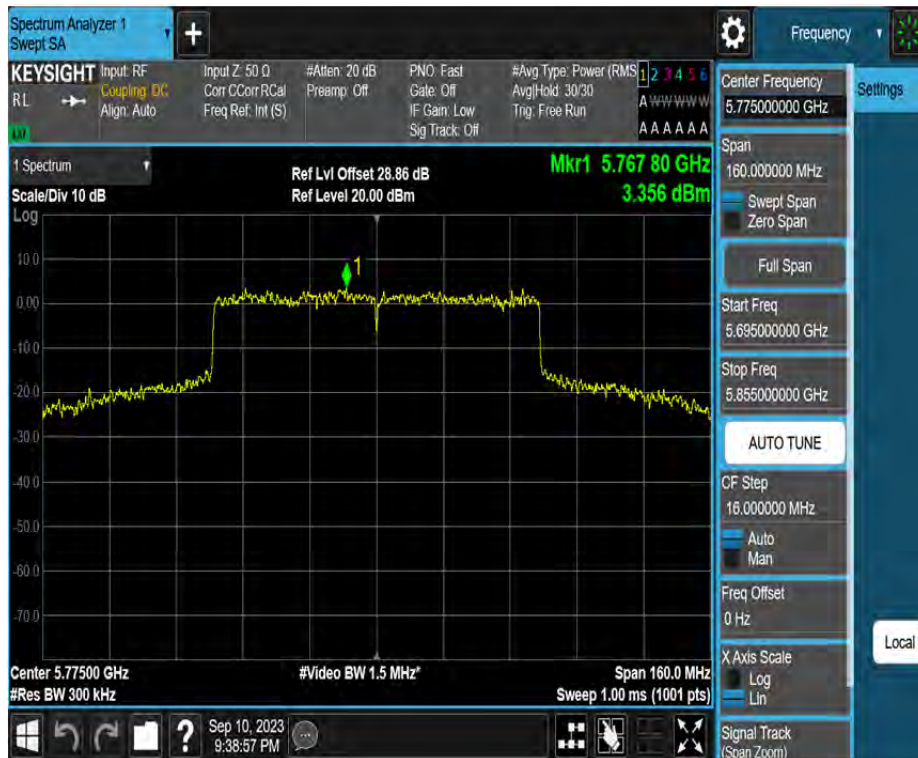 Spectrum Analyzer 1
Swept SA
Frequency
KEYSIGHT
RL
Input: RF
Coupling: DC
Align: Auto
Input Z: 50 Ω
Corr CCorr RCal
Freq Ref: Int (S)
#Atten: 20 dB
Preamp: Off
PNO: Fast
Gate: Off
IF Gain: Low
Sig Track: Off
#Avg Type: Power (RMS
Avg|Hold: 30/30
Trig: Free Run
1 2 3 4 5 6
A W W W W W
A A A A A A
1 Spectrum
Scale/Div 10 dB
Ref Lvl Offset 28.86 dB
Ref Level 20.00 dBm
Mkr1 5.767 80 GHz
3.356 dBm
Log
10.0
0.00
-10.0
-20.0
-30.0
-40.0
-50.0
-60.0
-70.0
1
Center 5.77500 GHz
#Res BW 300 kHz
#Video BW 1.5 MHz*
Span 160.0 MHz
Sweep 1.00 ms (1001 pts)
Sep 10, 2023
9:38:57 PM
Center Frequency
5.775000000 GHz
Span
160.000000 MHz
Swept Span
Zero Span
Full Span
Start Freq
5.695000000 GHz
Stop Freq
5.855000000 GHz
AUTO TUNE
CF Step
16.000000 MHz
Auto
Man
Freq Offset
0 Hz
X Axis Scale
Log
Lin
Signal Track
(Span Zoom)
Settings
Local